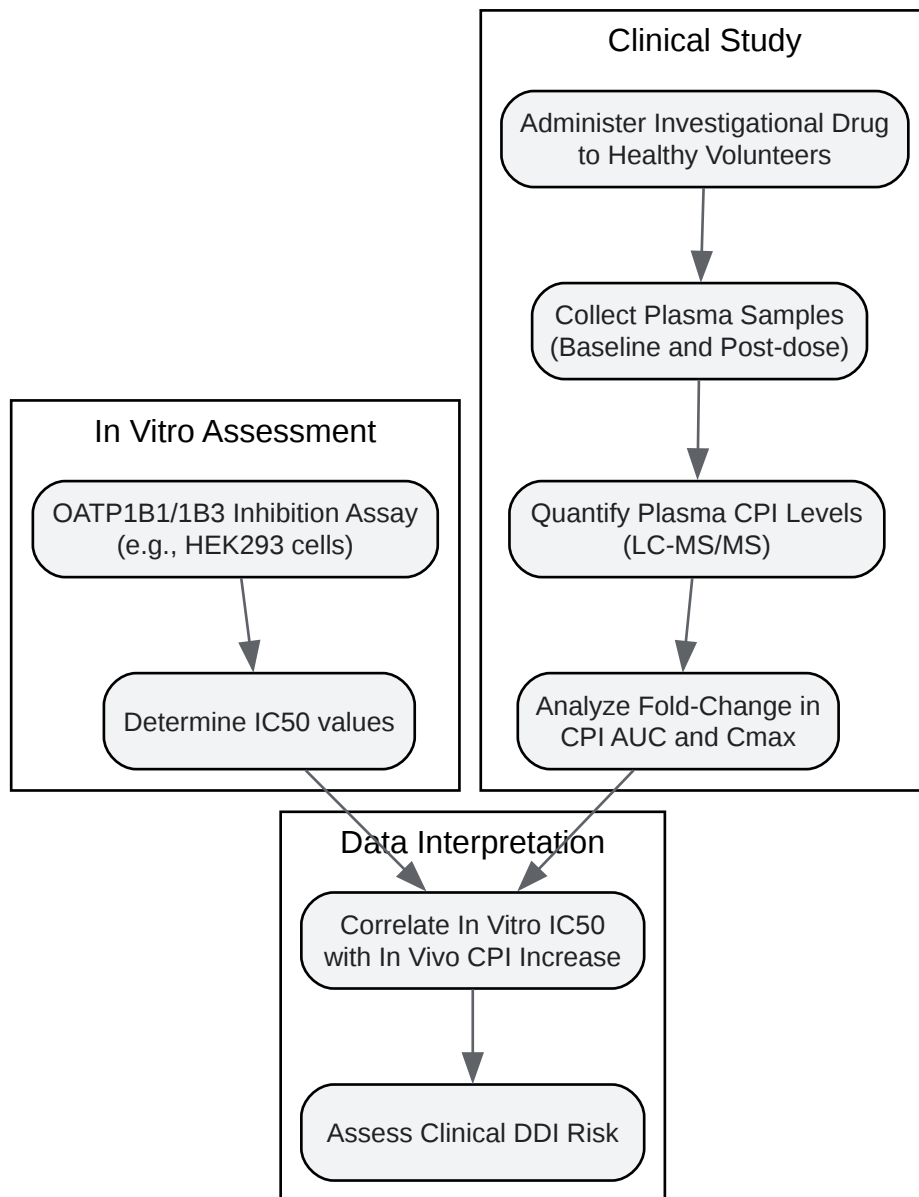 Clinical Study
Administer Investigational Drug
to Healthy Volunteers
Collect Plasma Samples
(Baseline and Post-dose)
Quantify Plasma CPI Levels
(LC-MS/MS)
Analyze Fold-Change in
CPI AUC and Cmax
In Vitro Assessment
OATP1B1/1B3 Inhibition Assay
(e.g., HEK293 cells)
Determine IC50 values
Data Interpretation
Correlate In Vitro IC50
with In Vivo CPI Increase
Assess Clinical DDI Risk